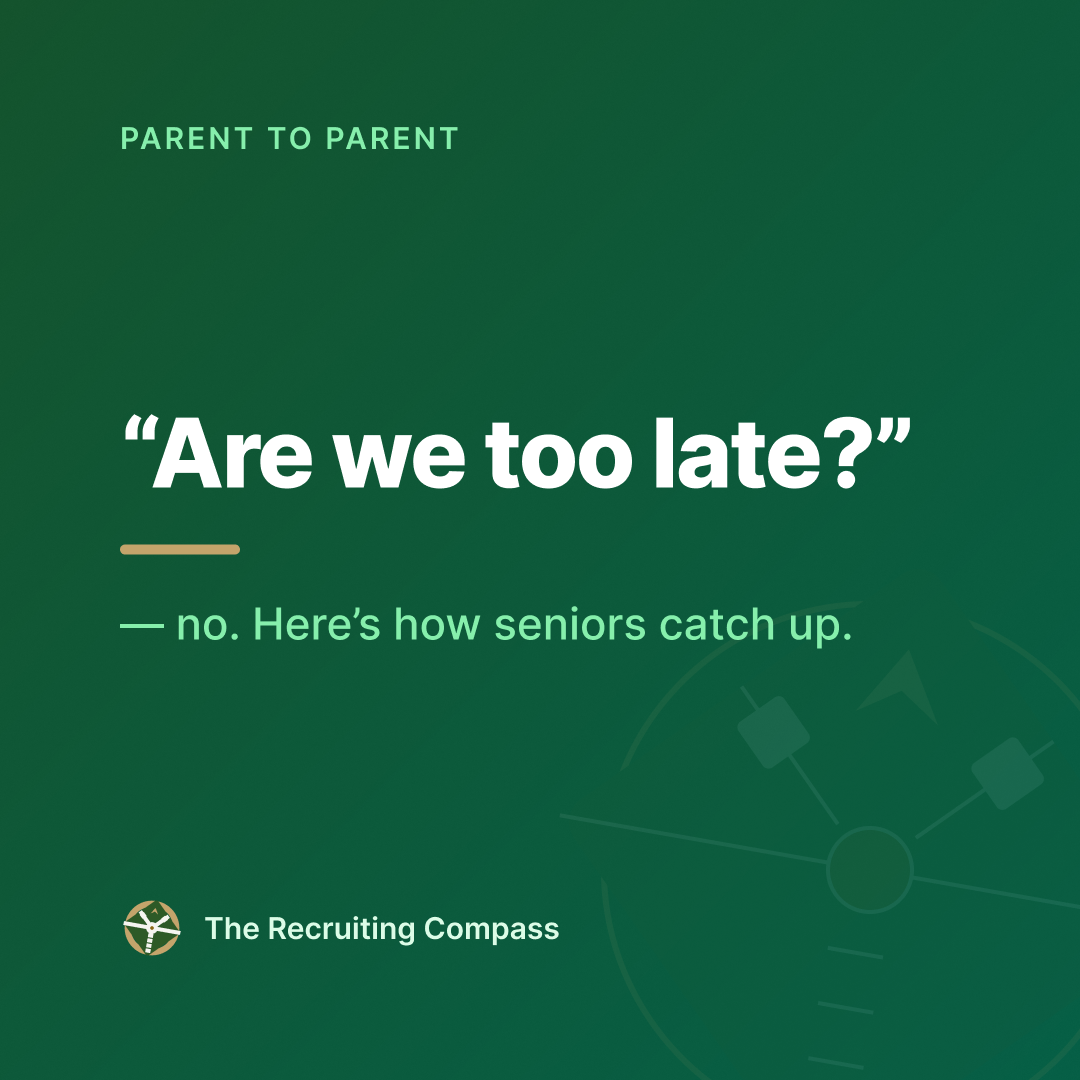 PARENT TO PARENT
“Are we too late?”
— no. Here’s how seniors catch up.
The Recruiting Compass